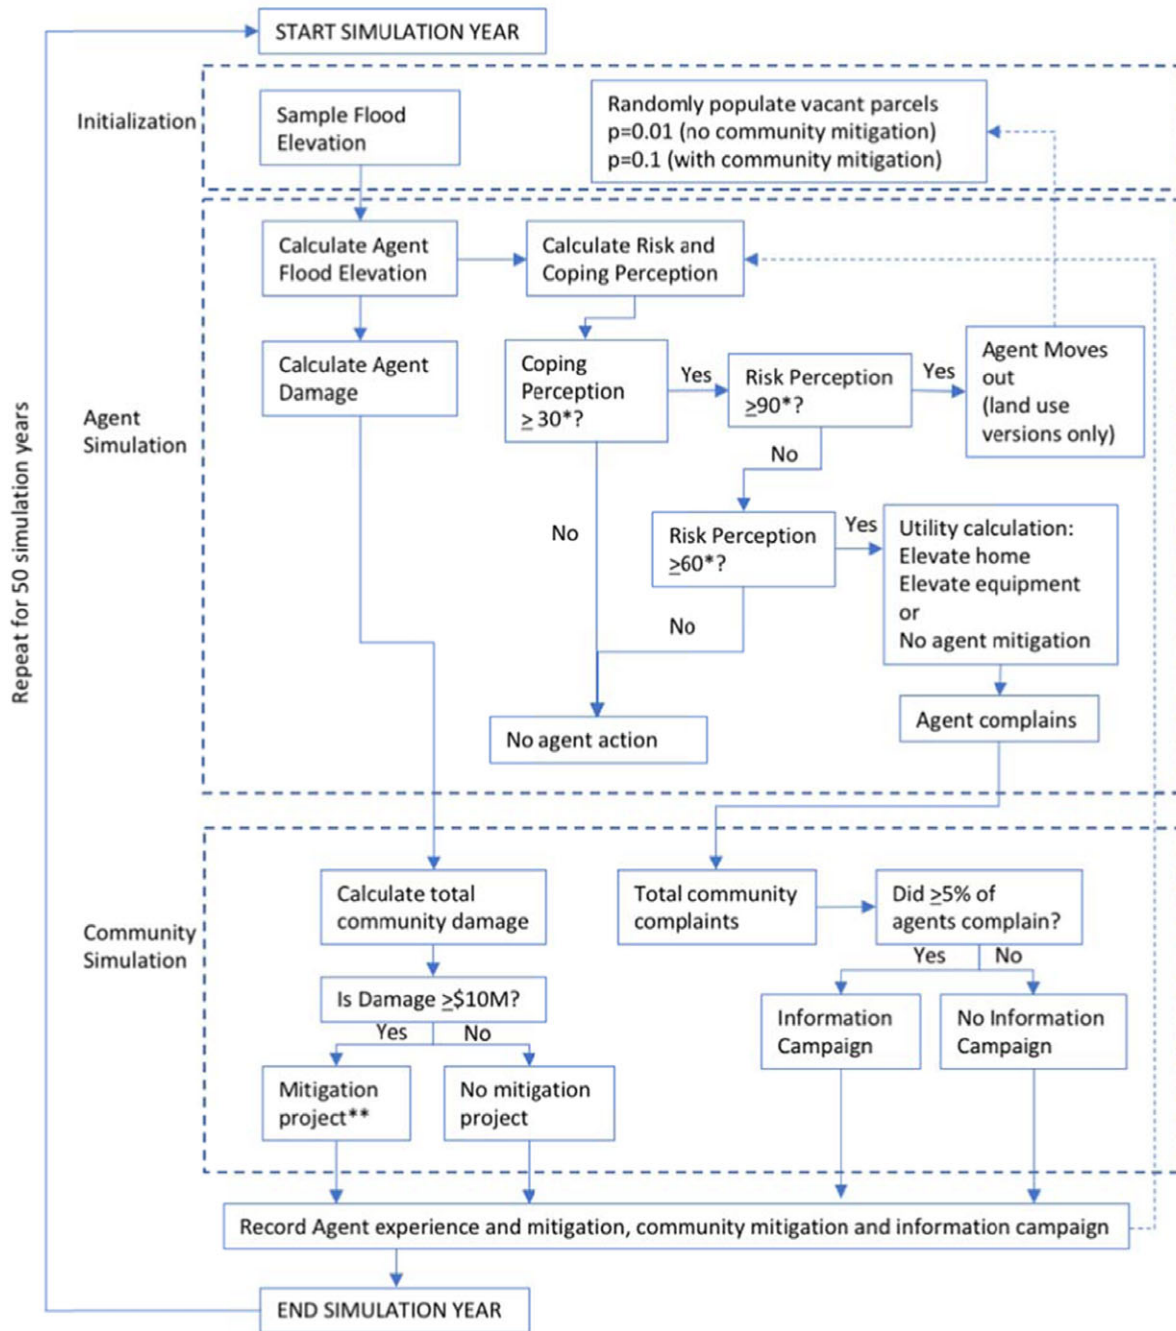 START SIMULATION YEAR
Initialization
Sample Flood
Elevation
Randomly populate vacant parcels
p=0.01 (no community mitigation)
p=0.1 (with community mitigation)
Repeat for 50 simulation years
Agent
Simulation
Calculate Agent
Flood Elevation
Calculate Risk and
Coping Perception
Calculate Agent
Damage
Coping
Perception
≥ 30*?
Yes
Risk Perception
≥90*?
Yes
Agent Moves
out
(land use
versions only)
No
No
Risk Perception
≥60*?
Yes
Utility calculation:
Elevate home
Elevate equipment
or
No agent mitigation
No
No agent action
Agent complains
Community
Simulation
Calculate total
community damage
Total community
complaints
Did ≥5% of
agents complain?
Yes
No
Is Damage ≥$10M?
Yes
No
Information
Campaign
No Information
Campaign
Mitigation
project**
No mitigation
project
Record Agent experience and mitigation, community mitigation and information campaign
END SIMULATION YEAR